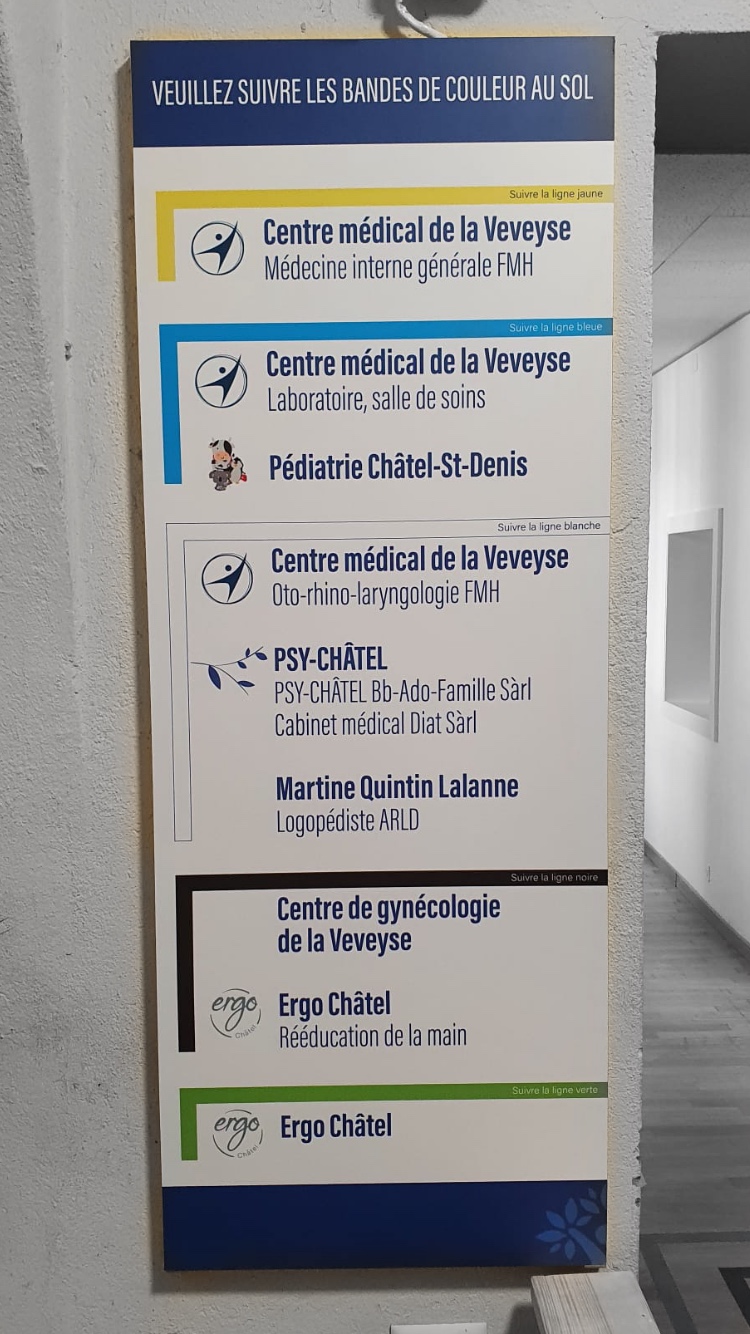 VEUILLEZ SUIVRE LES BANDES DE COULEUR AU SOL
Suivre la ligne jaune
Centre médical de la Veveyse
Médecine interne générale FMH
Suivre la ligne bleue
Centre médical de la Veveyse
Laboratoire, salle de soins
Pédiatrie Châtel-St-Denis
Suivre la ligne blanche
Centre médical de la Veveyse
Oto-rhino-laryngologie FMH
PSY-CHÂTEL
PSY-CHÂTEL Bb-Ado-Famille Sàrl
Cabinet médical Diat Sàrl
Martine Quintin Lalanne
Logopédiste ARLD
Suivre la ligne noire
Centre de gynécologie
de la Veveyse
ergo
Châtel
Ergo Châtel
Rééducation de la main
Suivre la ligne verte
ergo
Châtel
Ergo Châtel